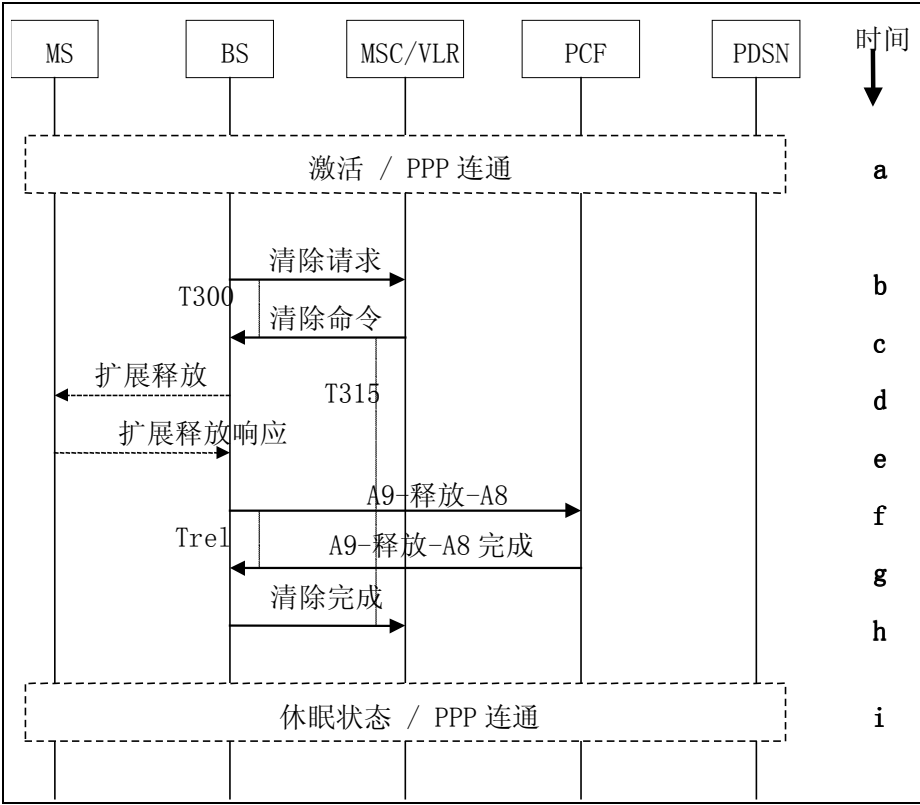 MS
BS
MSC/VLR
PCF
PDSN
时间
激活 / PPP 连通
a
清除请求
b
T300
清除命令
c
扩展释放
T315
d
扩展释放响应
e
A9-释放-A8
f
Trel
A9-释放-A8 完成
g
清除完成
h
休眠状态 / PPP 连通
i